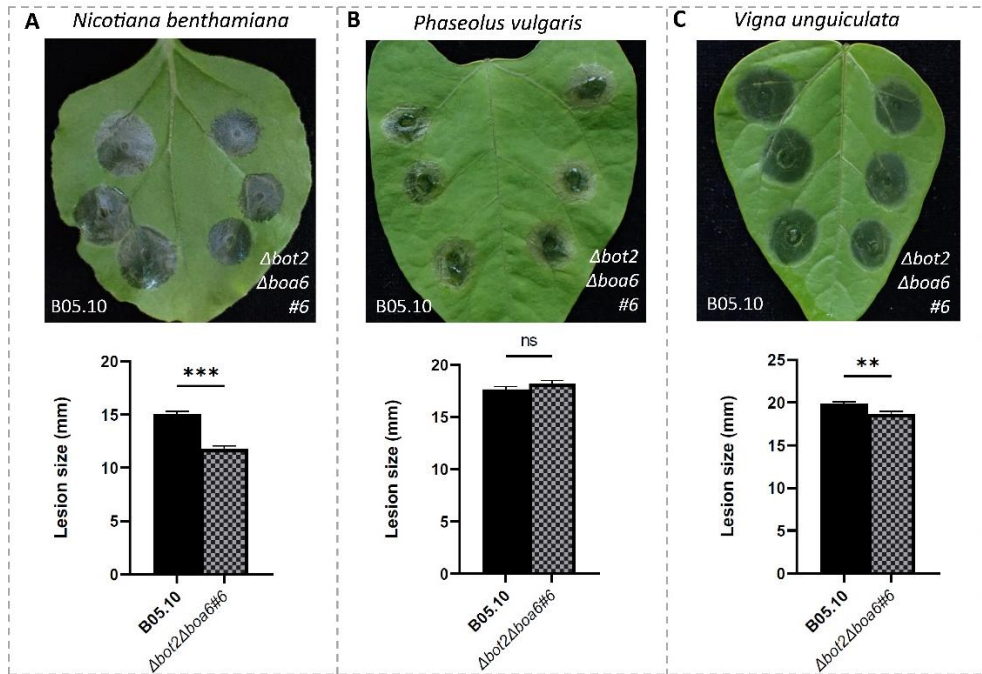 A Nicotiana benthamiana
B05.10
Δbot2
Δboa6
#6
Lesion size (mm)
20
15
10
5
0
***
B05.10
Δbot2Δboa6#6
B Phaseolus vulgaris
B05.10
Δbot2
Δboa6
#6
Lesion size (mm)
20
15
10
5
0
ns
B05.10
Δbot2Δboa6#6
C Vigna unguiculata
B05.10
Δbot2
Δboa6
#6
Lesion size (mm)
25
20
15
10
5
0
**
B05.10
Δbot2Δboa6#6